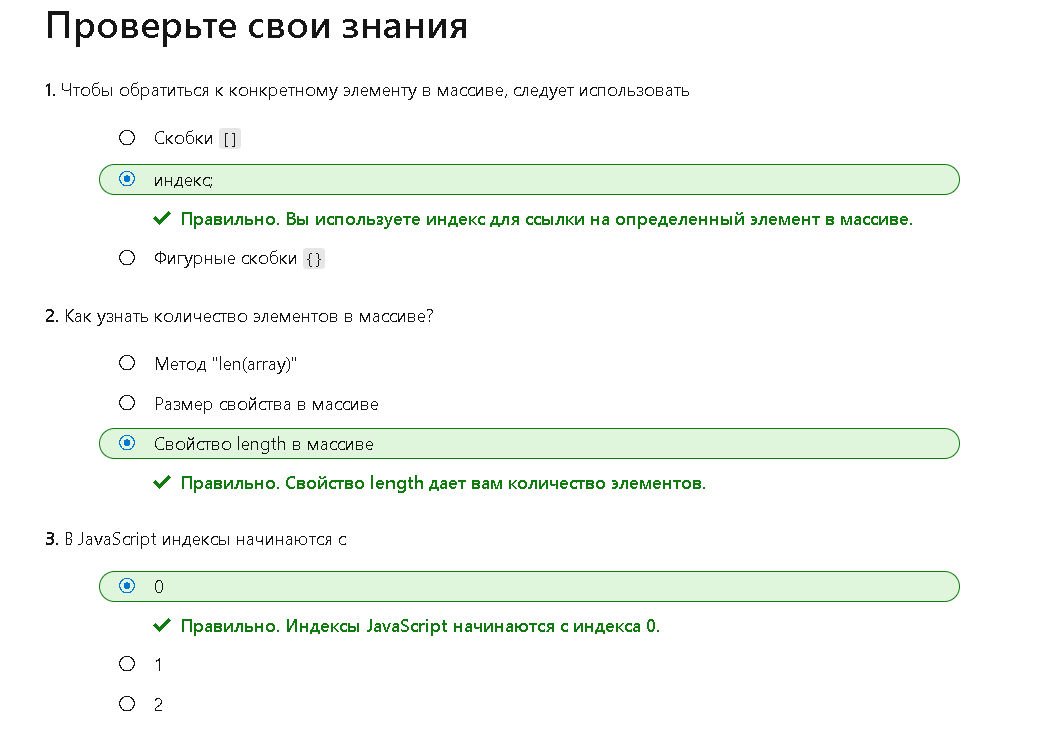 Проверьте свои знания
1. Чтобы обратиться к конкретному элементу в массиве, следует использовать
Скобки []
индекс;
Правильно. Вы используете индекс для ссылки на определенный элемент в массиве.
Фигурные скобки {}
2. Как узнать количество элементов в массиве?
Метод "len(array)"
Размер свойства в массиве
Свойство length в массиве
Правильно. Свойство length дает вам количество элементов.
3. В JavaScript индексы начинаются с
0
Правильно. Индексы JavaScript начинаются с индекса 0.
1
2